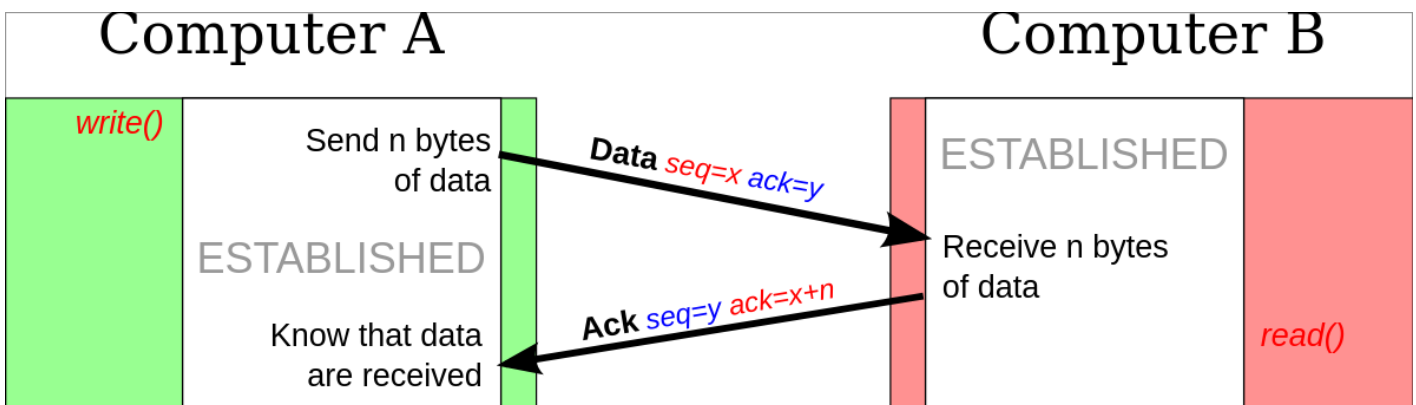 Computer A
Computer B
write()
Send n bytes
of data
Data seq=x ack=y
ESTABLISHED
ESTABLISHED
Receive n bytes
of data
Ack seq=y ack=x+n
Know that data
are received
read()